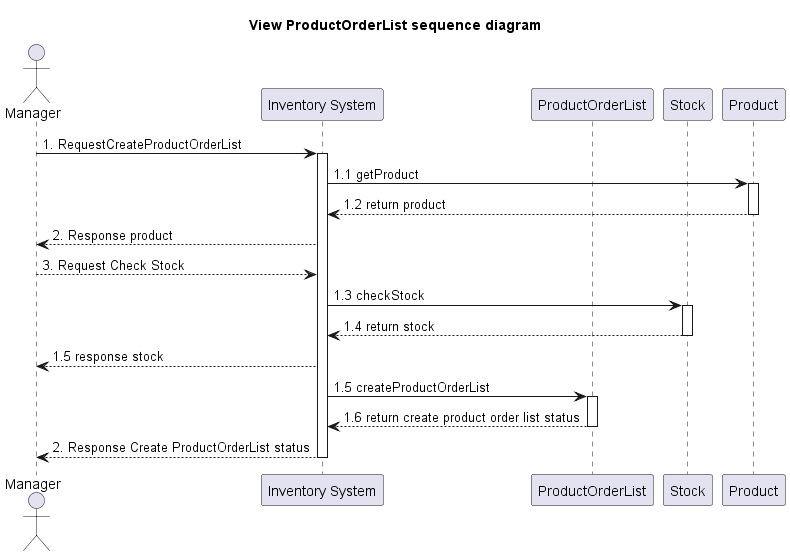 View ProductOrderList sequence diagram
Manager
Inventory System
ProductOrderList
Stock
Product
1. RequestCreateProductOrderList
1.1 getProduct
1.2 return product
2. Response product
3. Request Check Stock
1.3 checkStock
1.4 return stock
1.5 response stock
1.5 createProductOrderList
1.6 return create product order list status
2. Response Create ProductOrderList status
Manager
Inventory System
ProductOrderList
Stock
Product